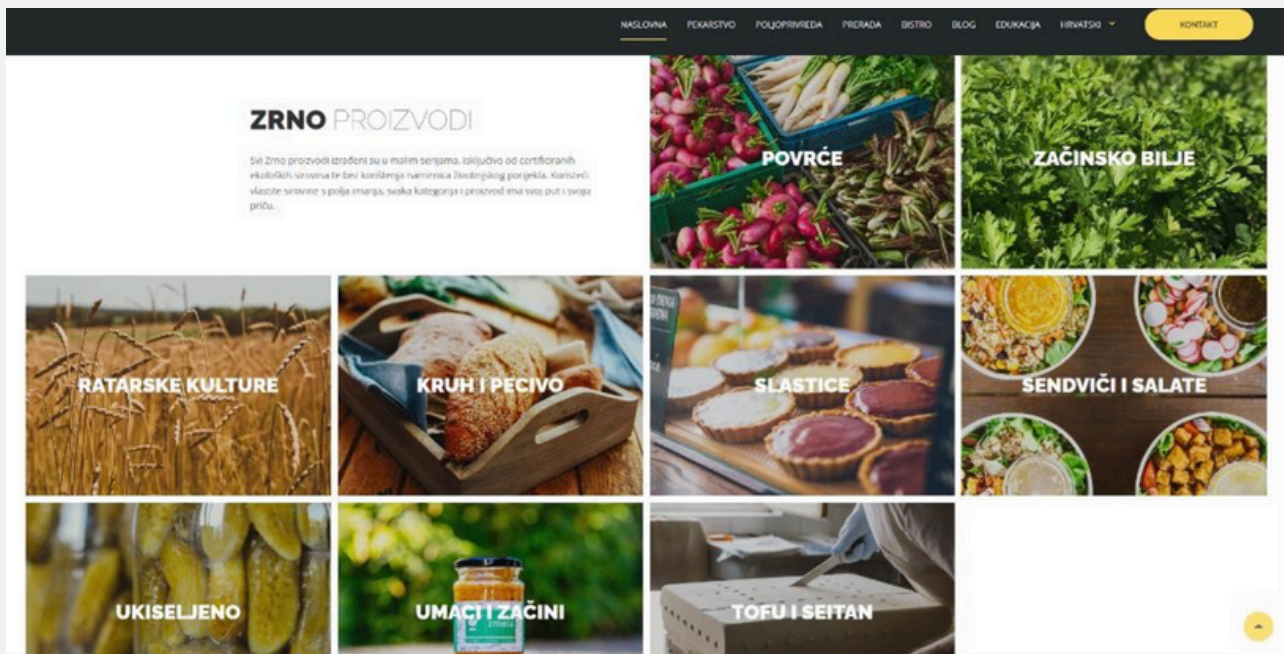 NASLOVNA PEKARSTVO POLJOPRIVREDA PRERADA BISTRO BLOG EDUKACIJA HRVATSKI KONTAKT
ZRNO PROIZVODI
Svi Zrno proizvodi izrađeni su u malim serijama, isključivo od certificiranih
ekoloških sirovina te bez korištenja namirnica životinjskog porijekla. Koristeći
vlastite sirovine s polja imanja, svaka kategorija i proizvod ima svoj put i svoju
priču.
POVRĆE
ZAČINSKO BILJE
RATARSKE KULTURE
KRUH I PECIVO
SLASTICE
SENDVIČI I SALATE
UKISELJENO
UMACI I ZAČINI
TOFU I SEITAN